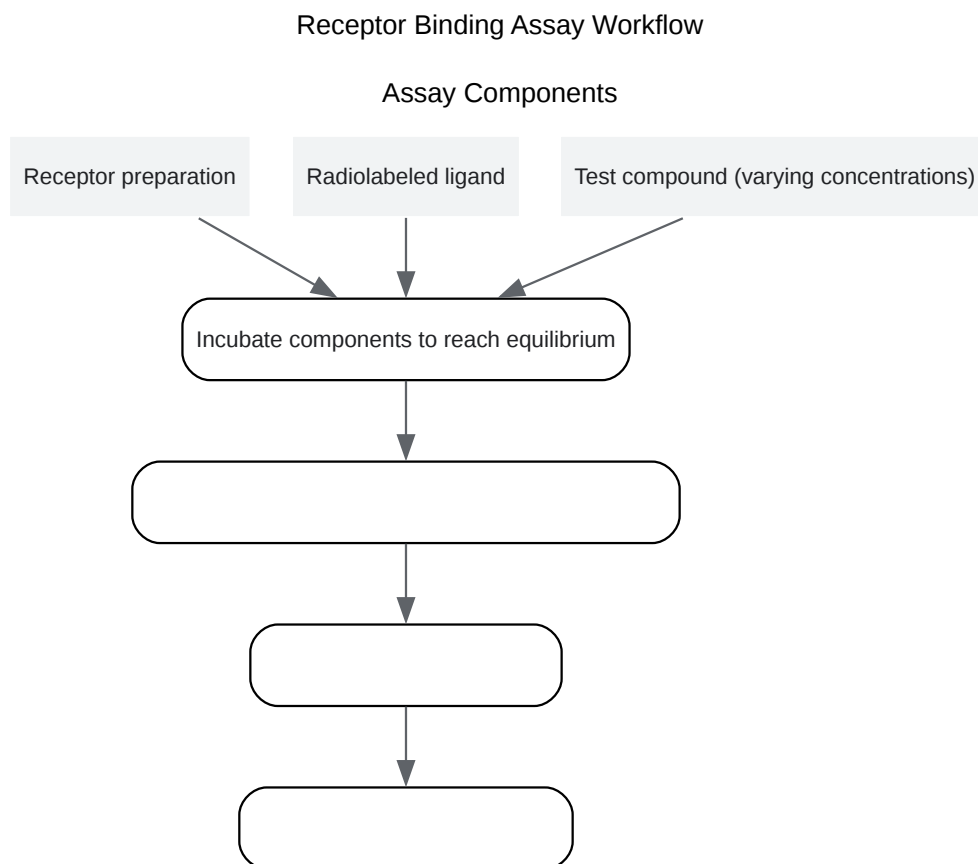 Receptor Binding Assay Workflow
Assay Components
Receptor preparation
Radiolabeled ligand
Test compound (varying concentrations)
Incubate components to reach equilibrium